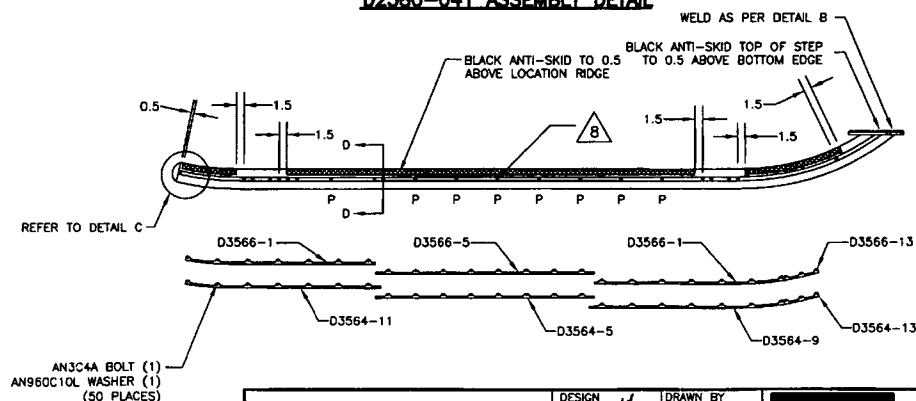 D2580-041 ASSEMBLY DETAIL
WELD AS PER DETAIL B
BLACK ANTI-SKID TO 0.5
ABOVE LOCATION RIDGE
BLACK ANTI-SKID TOP OF STEP
TO 0.5 ABOVE BOTTOM EDGE
0.5
1.5
1.5
D
8
1.5
1.5
1.5
D
P P P P P P P P
REFER TO DETAIL C
D3566-1
D3566-5
D3566-1
D3566-13
D3564-11
D3564-5
D3564-9
D3564-13
AN3C4A BOLT (1)
AN960C10L WASHER (1)
(50 PLACES)
DESIGN
DRAWN BY